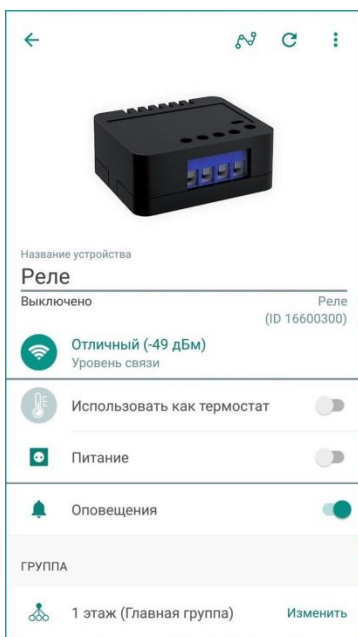 Название устройства
Реле
Выключено Реле
(ID 16600300)
Отличный (-49 дБм)
Уровень связи
Использовать как термостат
Питание
Оповещения
ГРУППА
1 этаж (Главная группа) Изменить